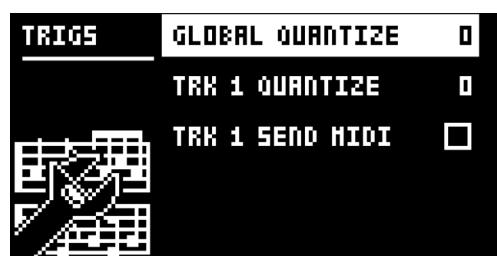 TRIGS
GLOBAL QUANTIZE 0
TRK 1 QUANTIZE 0
TRK 1 SEND MIDI